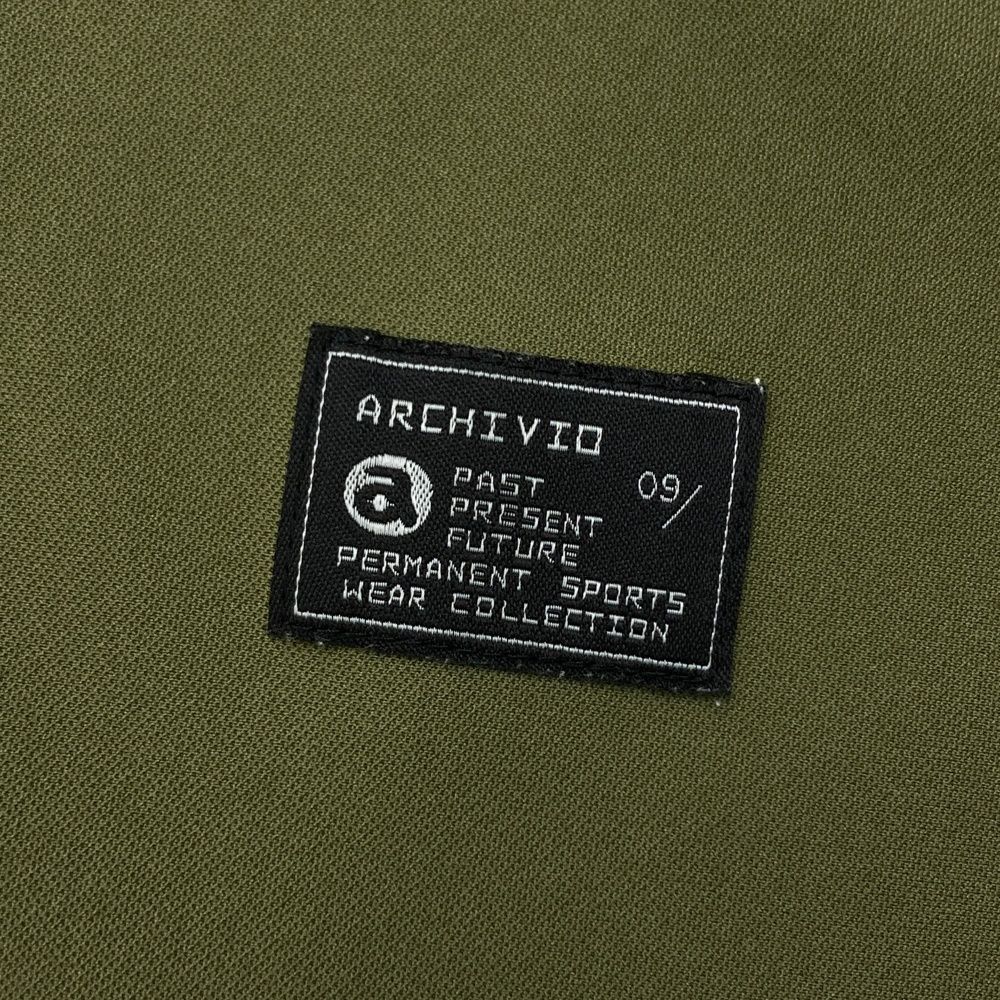 ARCHIVIO
a
PAST
PRESENT
FUTURE
09/
PERMANENT SPORTS
WEAR COLLECTION